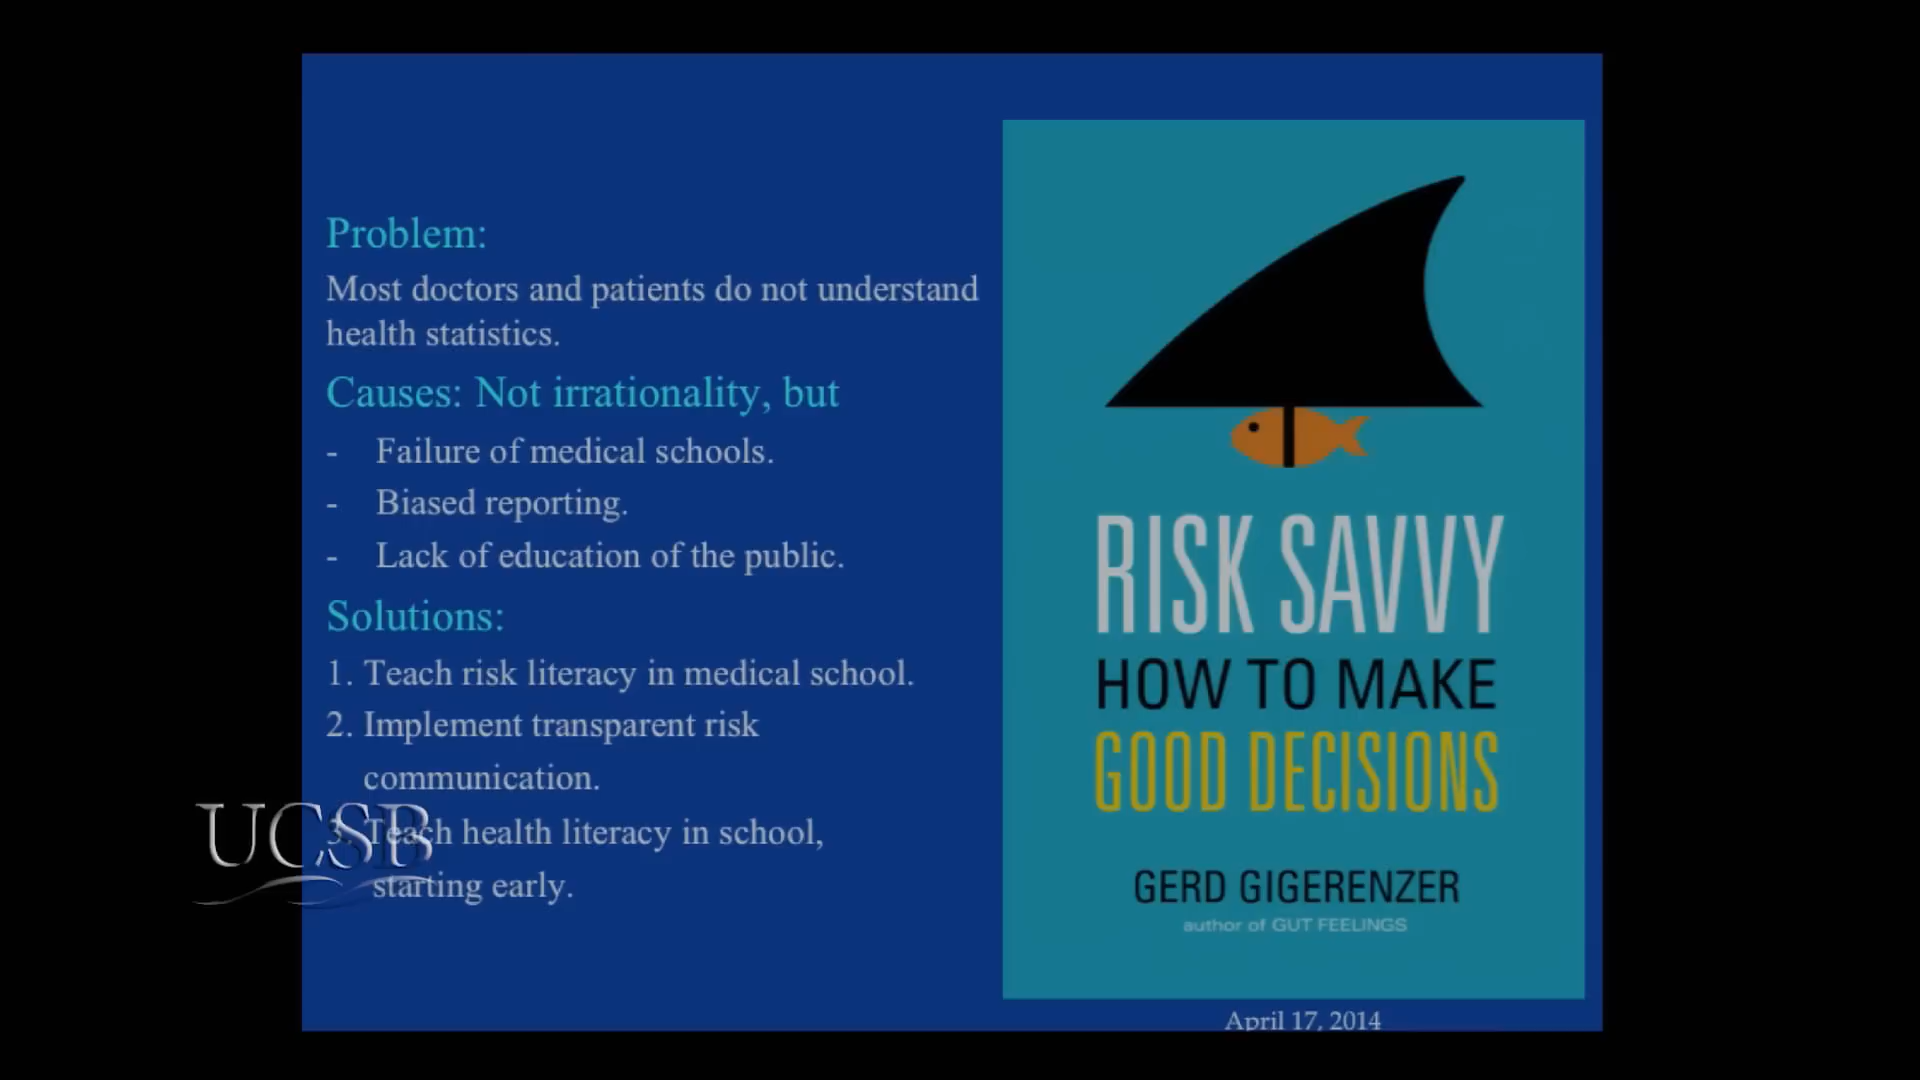 Problem:
Most doctors and patients do not understand
health statistics.
Causes: Not irrationality, but
- Failure of medical schools.
- Biased reporting.
- Lack of education of the public.
Solutions:
1. Teach risk literacy in medical school.
2. Implement transparent risk
communication.
3. Teach health literacy in school,
starting early.
UCSB
RISK SAVVY
HOW TO MAKE
GOOD DECISIONS
GERD GIGERENZER
author of GUT FEELINGS
April 17, 2014